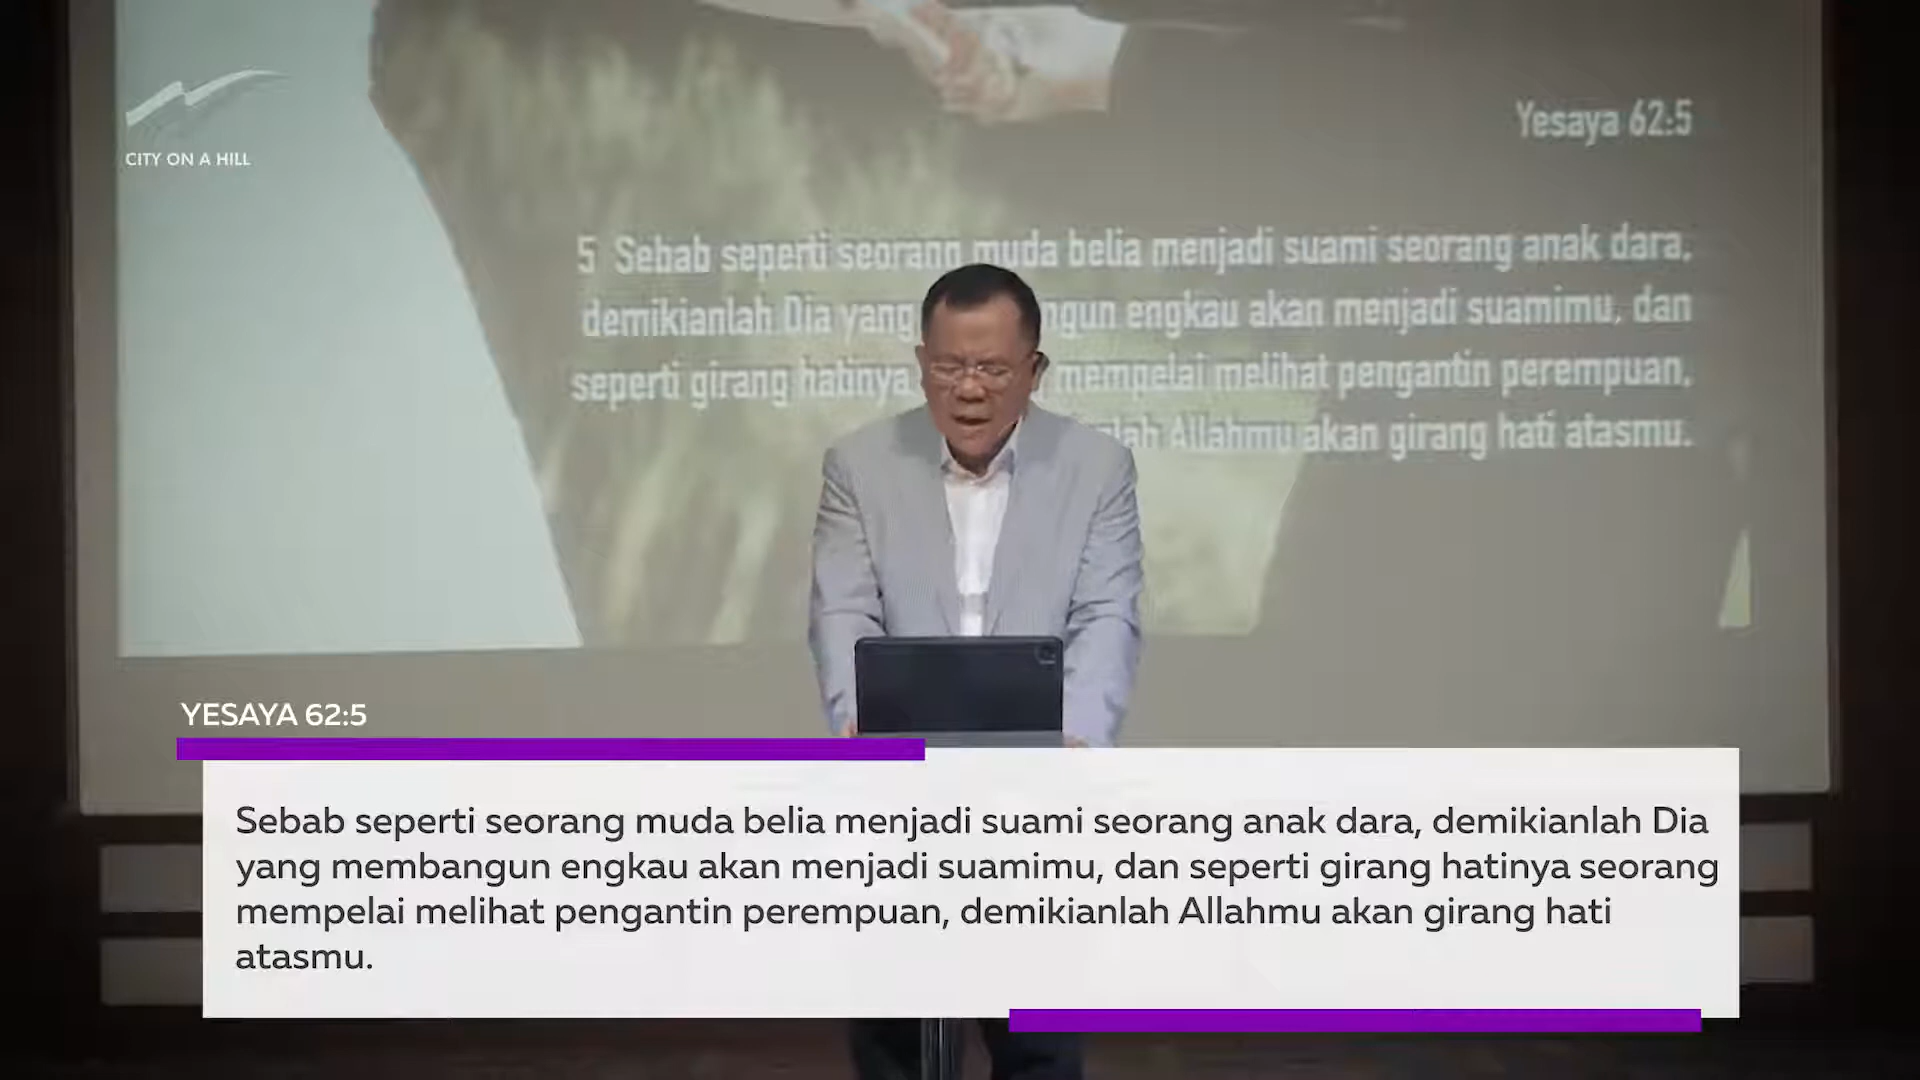 CITY ON A HILL
Yesaya 62:5
5 Sebab seperti seorang muda belia menjadi suami seorang anak dara,
demikianlah Dia yang engkau akan menjadi suamimu, dan
seperti girang hatinya mempelai melihat pengantin perempuan,
Allahmu akan girang hati atasmu.
YESAYA 62:5
Sebab seperti seorang muda belia menjadi suami seorang anak dara, demikianlah Dia
yang membangun engkau akan menjadi suamimu, dan seperti girang hatinya seorang
mempelai melihat pengantin perempuan, demikianlah Allahmu akan girang hati
atasmu.